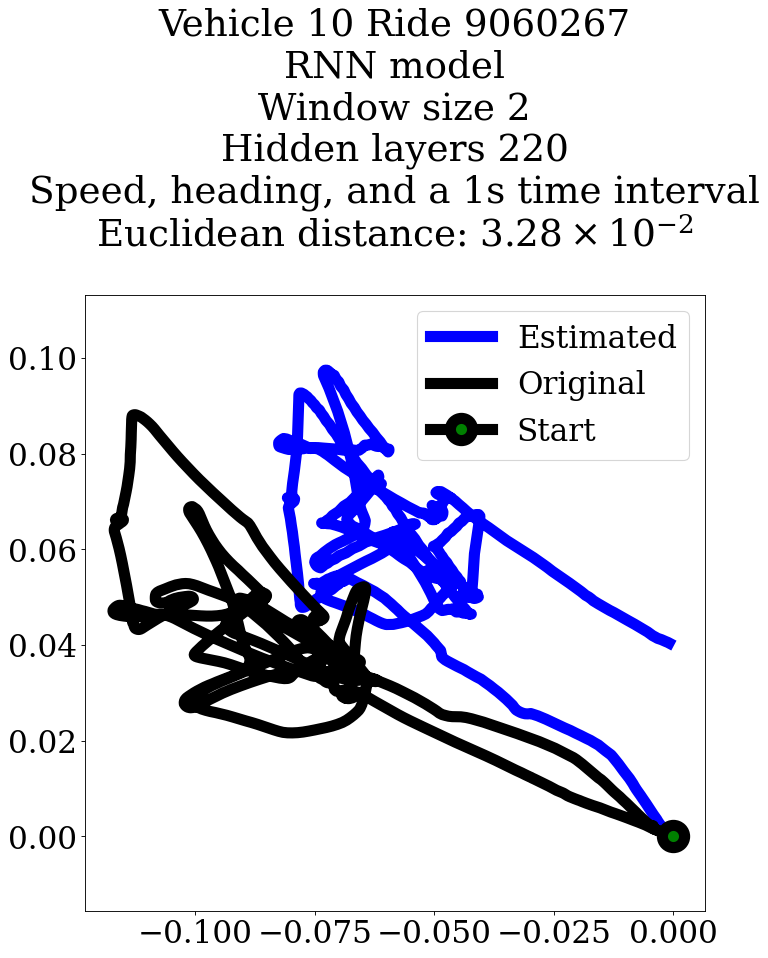 Vehicle 10 Ride 9060267
RNN model
Window size 2
Hidden layers 220
Speed, heading, and a 1s time interval
Euclidean distance: 3.28 × 10⁻²
Estimated
Original
Start
0.10
0.08
0.06
0.04
0.02
0.00
−0.100 −0.075 −0.050 −0.025 0.000